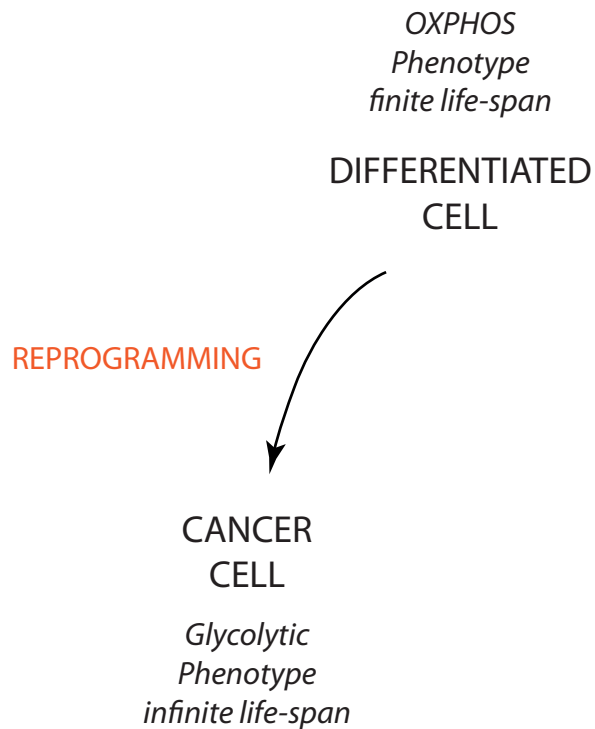 OXPHOS
Phenotype
finite life-span
DIFFERENTIATED
CELL
REPROGRAMMING
CANCER
CELL
Glycolytic
Phenotype
infinite life-span